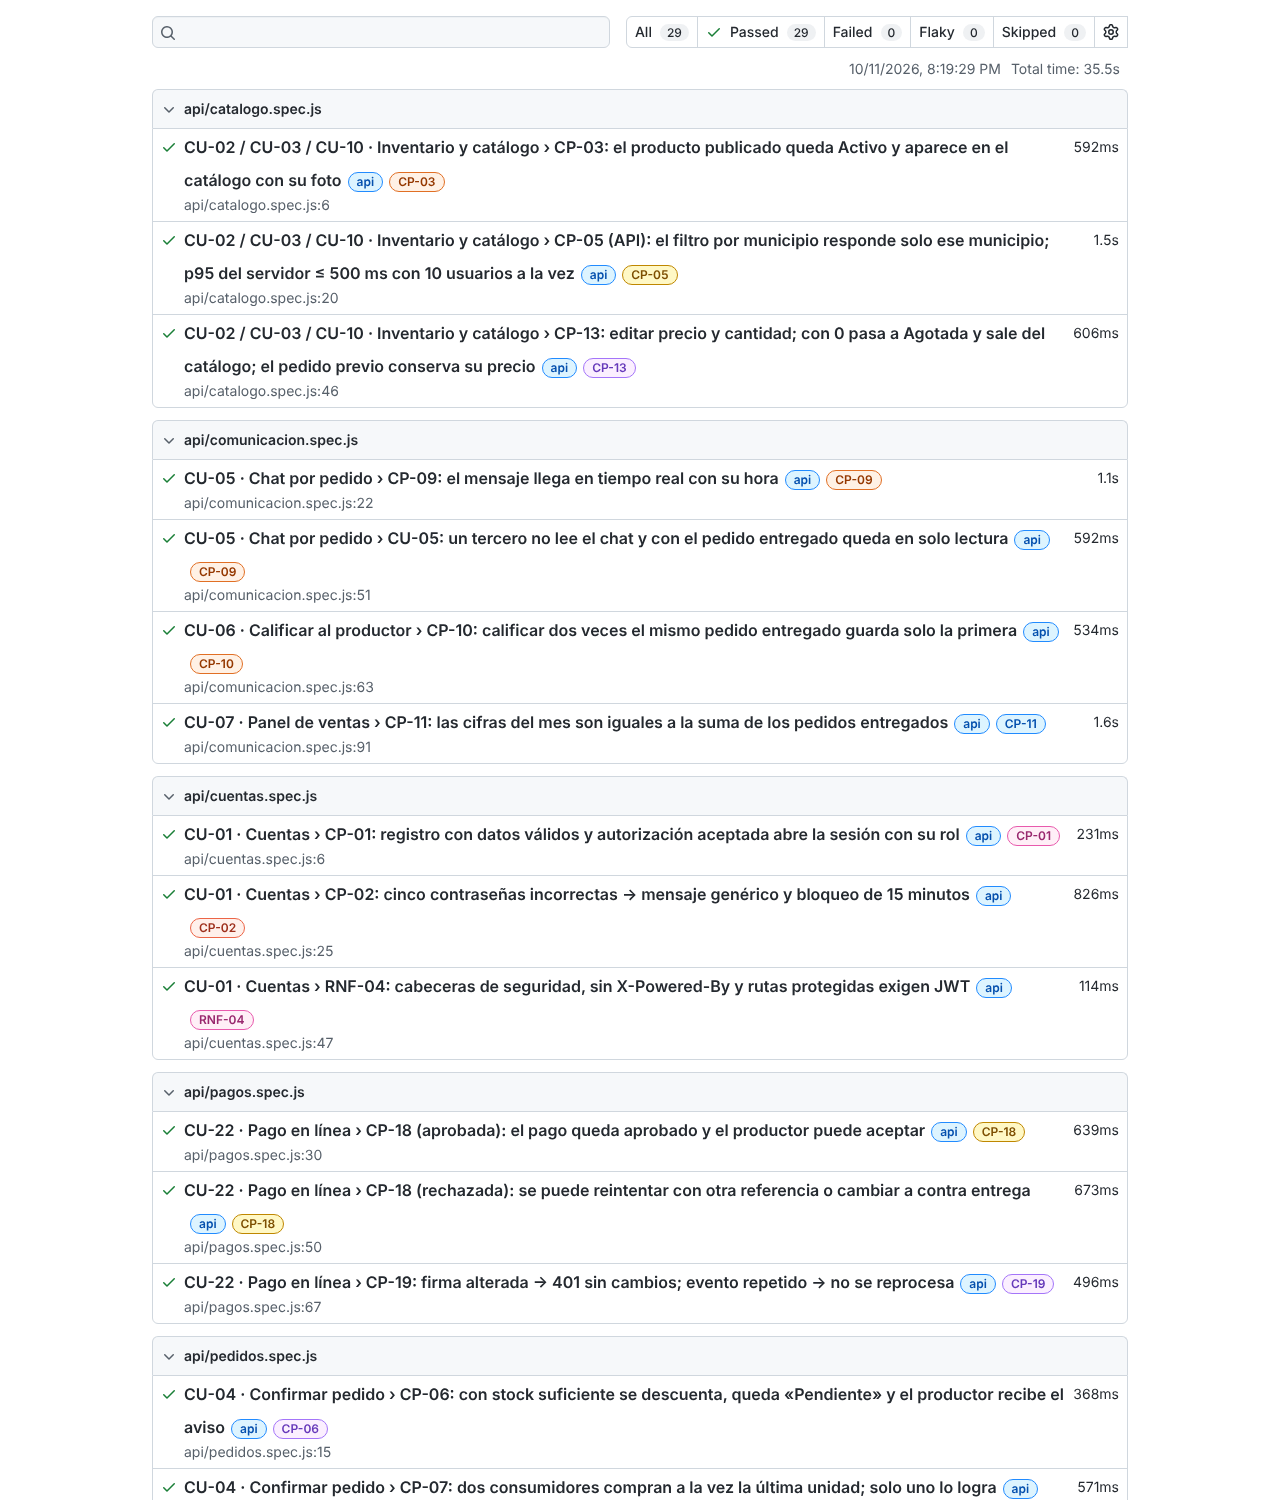 All 29 Passed 29 Failed 0 Flaky 0 Skipped 0
10/11/2026, 8:19:29 PM Total time: 35.5s
api/catalogo.spec.js
CU-02 / CU-03 / CU-10 · Inventario y catálogo › CP-03: el producto publicado queda Activo y aparece en el 592ms
catálogo con su foto api CP-03
api/catalogo.spec.js:6
CU-02 / CU-03 / CU-10 · Inventario y catálogo › CP-05 (API): el filtro por municipio responde solo ese municipio; 1.5s
p95 del servidor ≤ 500 ms con 10 usuarios a la vez api CP-05
api/catalogo.spec.js:20
CU-02 / CU-03 / CU-10 · Inventario y catálogo › CP-13: editar precio y cantidad; con 0 pasa a Agotada y sale del 606ms
catálogo; el pedido previo conserva su precio api CP-13
api/catalogo.spec.js:46
api/comunicacion.spec.js
CU-05 · Chat por pedido › CP-09: el mensaje llega en tiempo real con su hora api CP-09 1.1s
api/comunicacion.spec.js:22
CU-05 · Chat por pedido › CU-05: un tercero no lee el chat y con el pedido entregado queda en solo lectura api 592ms
CP-09
api/comunicacion.spec.js:51
CU-06 · Calificar al productor › CP-10: calificar dos veces el mismo pedido entregado guarda solo la primera api 534ms
CP-10
api/comunicacion.spec.js:63
CU-07 · Panel de ventas › CP-11: las cifras del mes son iguales a la suma de los pedidos entregados api CP-11 1.6s
api/comunicacion.spec.js:91
api/cuentas.spec.js
CU-01 · Cuentas › CP-01: registro con datos válidos y autorización aceptada abre la sesión con su rol api CP-01 231ms
api/cuentas.spec.js:6
CU-01 · Cuentas › CP-02: cinco contraseñas incorrectas → mensaje genérico y bloqueo de 15 minutos api 826ms
CP-02
api/cuentas.spec.js:25
CU-01 · Cuentas › RNF-04: cabeceras de seguridad, sin X-Powered-By y rutas protegidas exigen JWT api 114ms
RNF-04
api/cuentas.spec.js:47
api/pagos.spec.js
CU-22 · Pago en línea › CP-18 (aprobada): el pago queda aprobado y el productor puede aceptar api CP-18 639ms
api/pagos.spec.js:30
CU-22 · Pago en línea › CP-18 (rechazada): se puede reintentar con otra referencia o cambiar a contra entrega 673ms
api CP-18
api/pagos.spec.js:50
CU-22 · Pago en línea › CP-19: firma alterada → 401 sin cambios; evento repetido → no se reprocesa api CP-19 496ms
api/pagos.spec.js:67
api/pedidos.spec.js
CU-04 · Confirmar pedido › CP-06: con stock suficiente se descuenta, queda «Pendiente» y el productor recibe el 368ms
aviso api CP-06
api/pedidos.spec.js:15
CU-04 · Confirmar pedido › CP-07: dos consumidores compran a la vez la última unidad; solo uno lo logra api 571ms